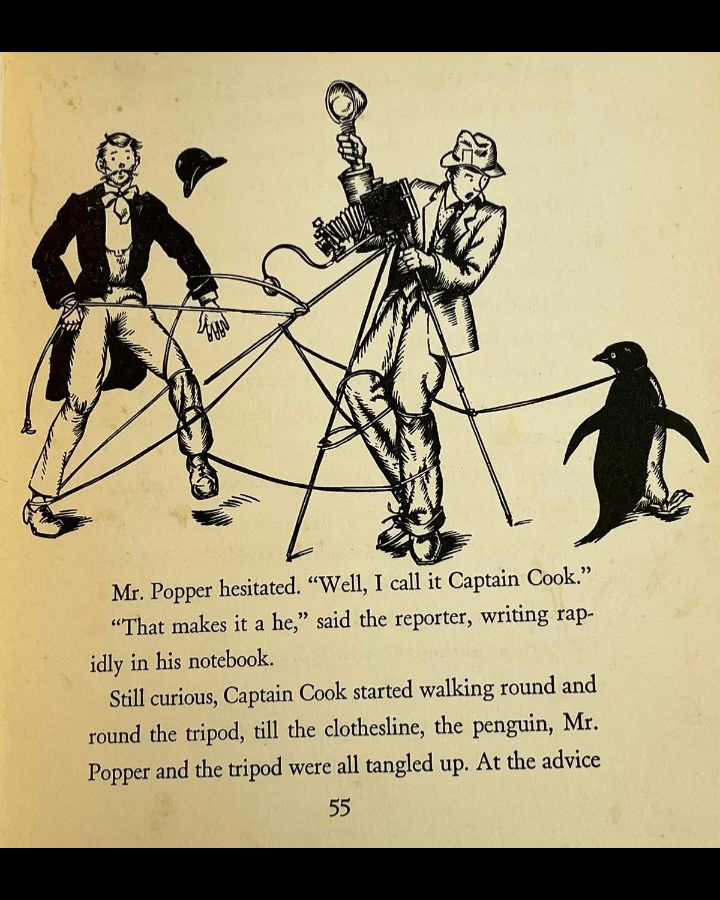 Mr. Popper hesitated. “Well, I call it Captain Cook.”
“That makes it a he,” said the reporter, writing rap-
idly in his notebook.
Still curious, Captain Cook started walking round and
round the tripod, till the clothesline, the penguin, Mr.
Popper and the tripod were all tangled up. At the advice
55